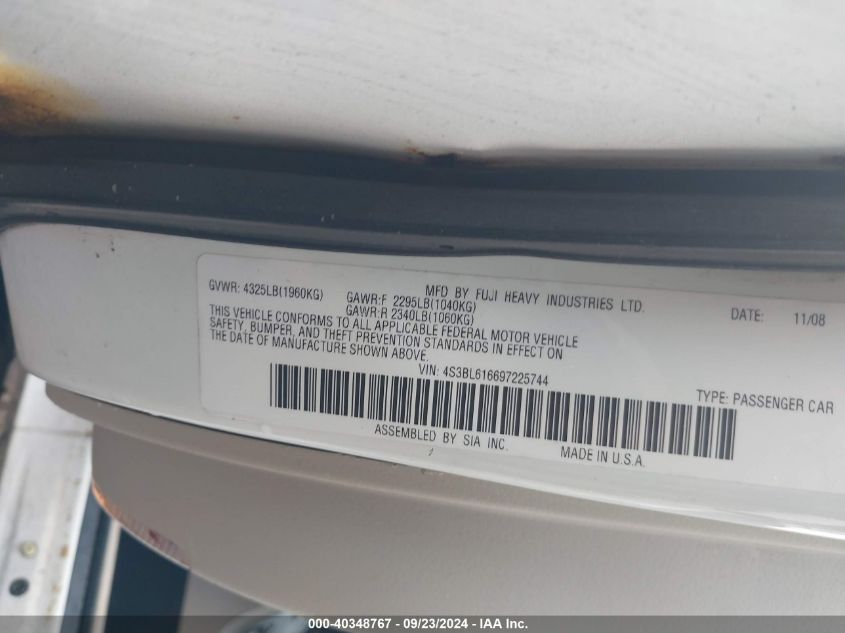 MFD BY FUJI HEAVY INDUSTRIES LTD.
DATE: 11/08
GVWR: 4325LB(1960KG)
GAWR:F 2295LB(1040KG)
GAWR:R 2340LB(1060KG)
THIS VEHICLE CONFORMS TO ALL APPLICABLE FEDERAL MOTOR VEHICLE
SAFETY, BUMPER, AND THEFT PREVENTION STANDARDS IN EFFECT ON
THE DATE OF MANUFACTURE SHOWN ABOVE.
VIN: 4S3BL616697225744
TYPE: PASSENGER CAR
ASSEMBLED BY SIA INC.
MADE IN U.S.A.
000-40348767 - 09/23/2024 - IAA Inc.